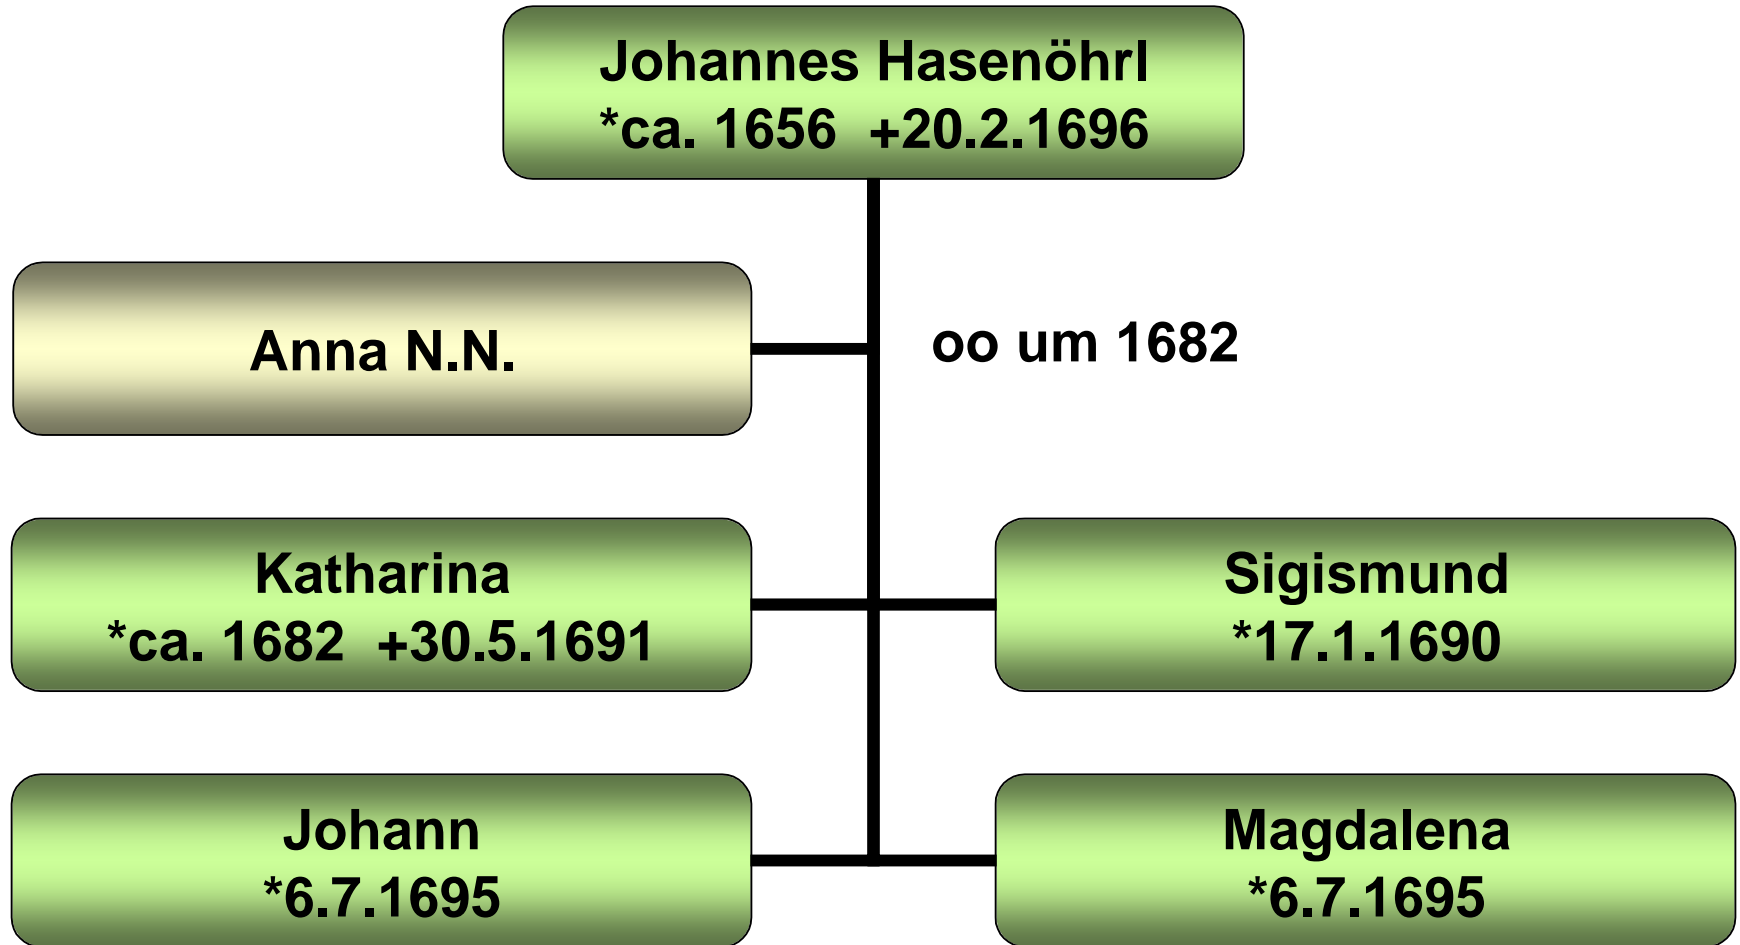 Johannes Hasenöhrl
*ca. 1656  +20.2.1696
Anna N.N.
oo um 1682
Katharina
*ca. 1682  +30.5.1691
Sigismund
*17.1.1690
Johann
*6.7.1695
Magdalena
*6.7.1695